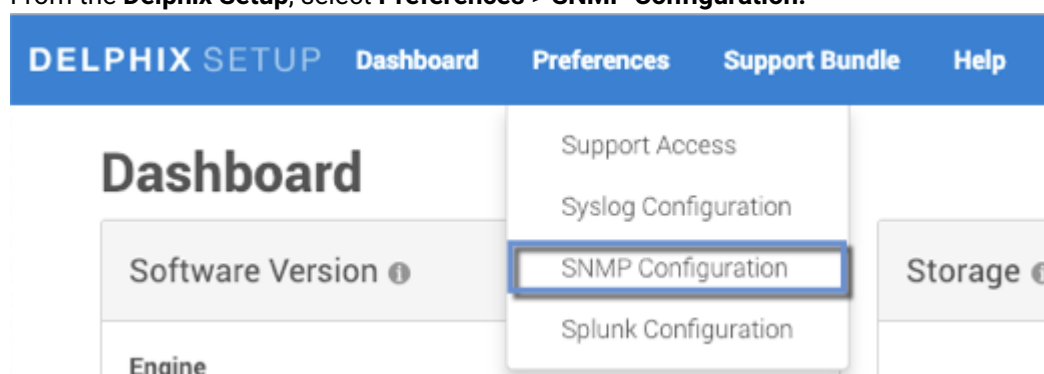 From the Delphix Setup, select Preferences > SNMP Configuration.
DELPHIX SETUP Dashboard Preferences Support Bundle Help
Support Access
Dashboard
Syslog Configuration
Software Version
SNMP Configuration
Storage
Splunk Configuration
Engine